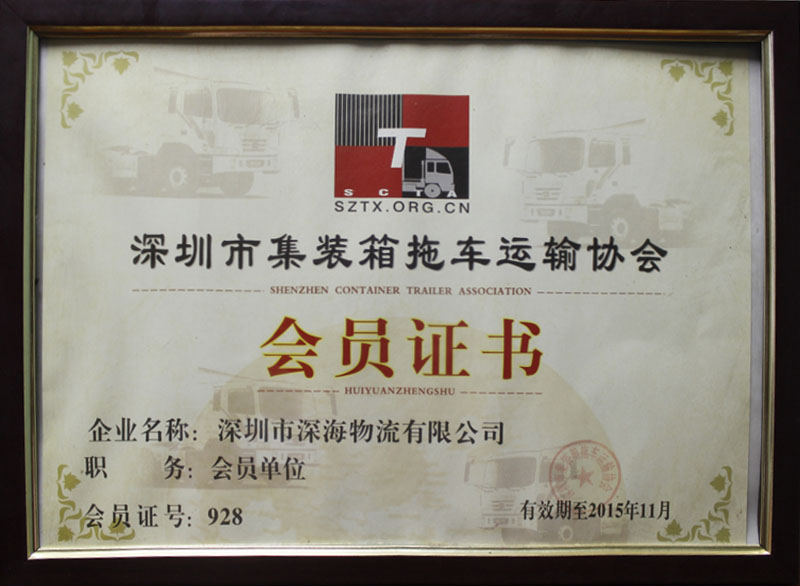 T
SCTA
SZTX.ORG.CN
深圳市集装箱拖车运输协会
SHENZHEN CONTAINER TRAILER ASSOCIATION
会员证书
HUIYUANZHENGSHU
企业名称：深圳市深海物流有限公司
职 务：会员单位
会员证号：928
有效期至2015年11月